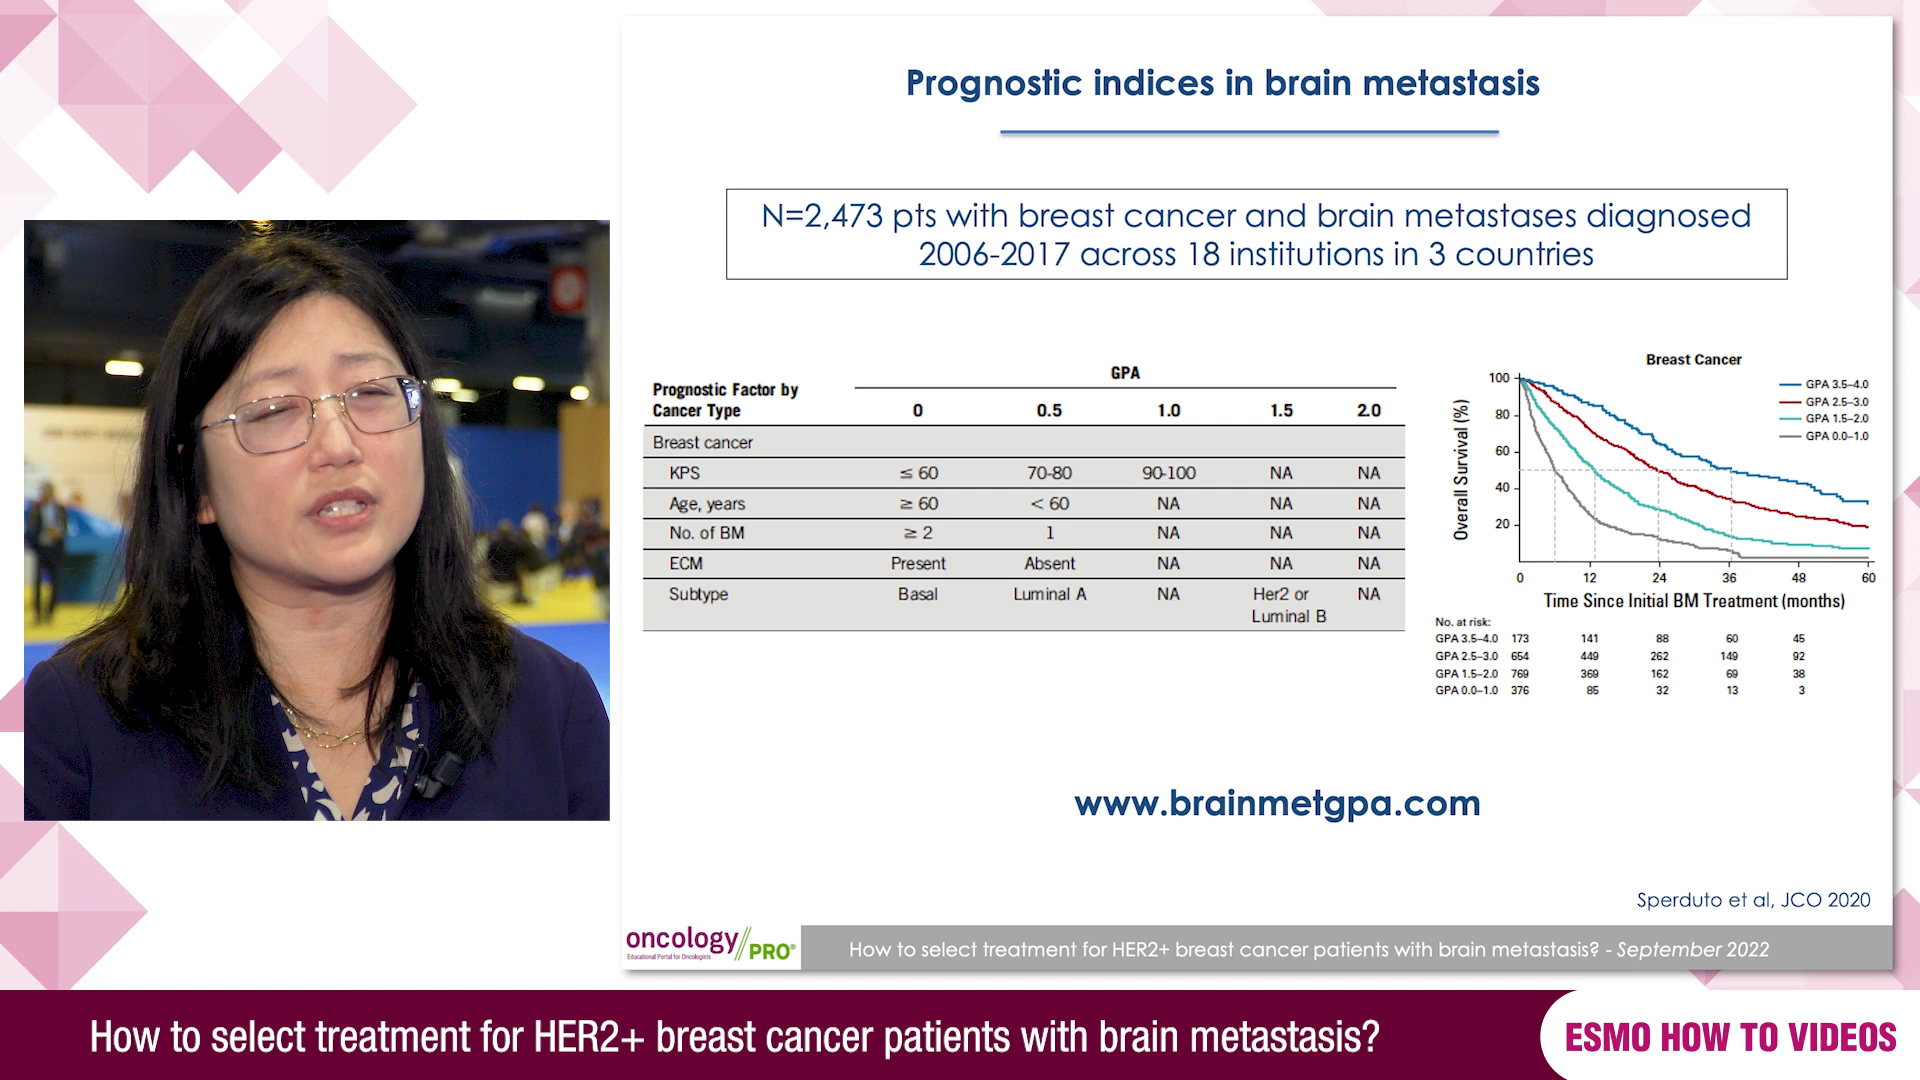 Prognostic indices in brain metastasis
N=2,473 pts with breast cancer and brain metastases diagnosed
2006-2017 across 18 institutions in 3 countries
GPA
Prognostic Factor by
Cancer Type 0 0.5 1.0 1.5 2.0
Breast cancer
KPS ≤ 60 70-80 90-100 NA NA
Age, years ≥ 60 < 60 NA NA NA
No. of BM ≥ 2 1 NA NA NA
ECM Present Absent NA NA NA
Subtype Basal Luminal A NA Her2 or NA
Luminal B
Breast Cancer
GPA 3.5–4.0
GPA 2.5–3.0
GPA 1.5–2.0
GPA 0.0–1.0
Overall Survival (%)
100
80
60
40
20
0 12 24 36 48 60
Time Since Initial BM Treatment (months)
No. at risk:
GPA 3.5–4.0 173 141 88 60 45
GPA 2.5–3.0 654 449 262 149 92
GPA 1.5–2.0 769 369 162 69 38
GPA 0.0–1.0 376 85 32 13 3
www.brainmetgpa.com
Sperduto et al, JCO 2020
oncology//PRO®
Educational Portal for Oncologists
How to select treatment for HER2+ breast cancer patients with brain metastasis? - September 2022
How to select treatment for HER2+ breast cancer patients with brain metastasis?
ESMO HOW TO VIDEOS